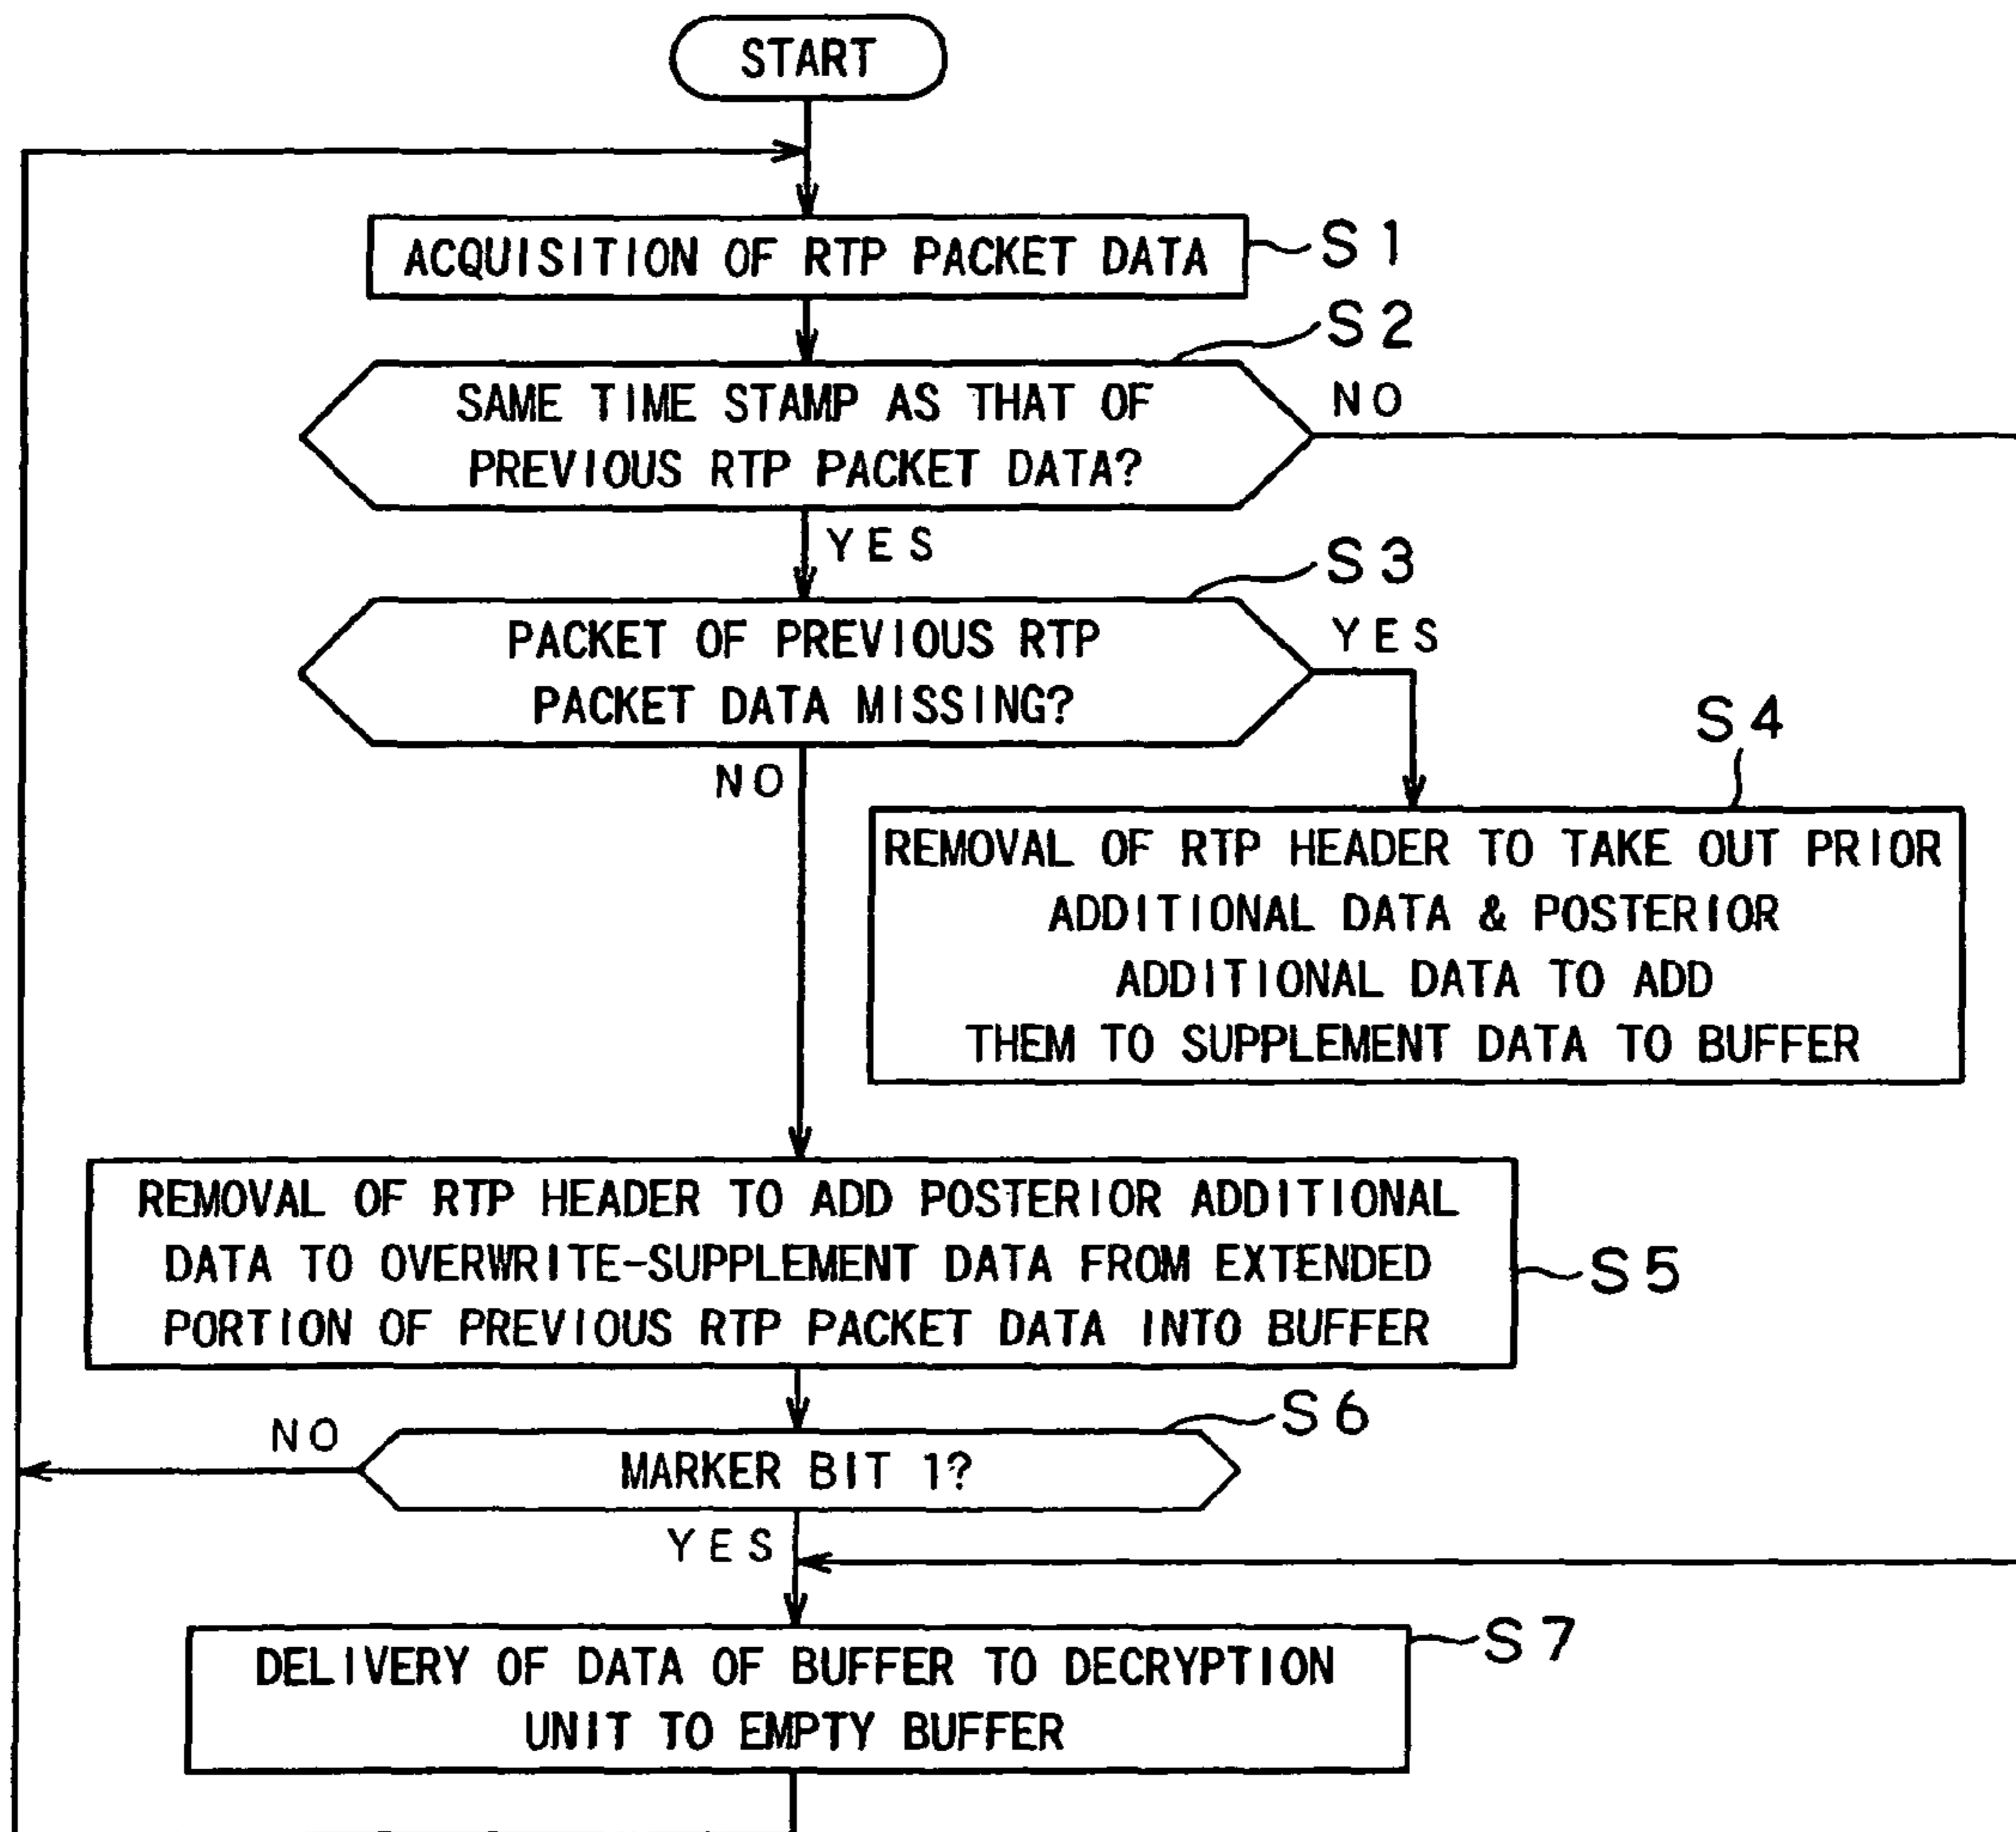 START
ACQUISITION OF RTP PACKET DATA
S1
S2
SAME TIME STAMP AS THAT OF
PREVIOUS RTP PACKET DATA?
NO
YES
S3
PACKET OF PREVIOUS RTP
PACKET DATA MISSING?
YES
NO
S4
REMOVAL OF RTP HEADER TO TAKE OUT PRIOR
ADDITIONAL DATA & POSTERIOR
ADDITIONAL DATA TO ADD
THEM TO SUPPLEMENT DATA TO BUFFER
REMOVAL OF RTP HEADER TO ADD POSTERIOR ADDITIONAL
DATA TO OVERWRITE-SUPPLEMENT DATA FROM EXTENDED
PORTION OF PREVIOUS RTP PACKET DATA INTO BUFFER
S5
S6
NO
MARKER BIT 1?
YES
S7
DELIVERY OF DATA OF BUFFER TO DECRYPTION
UNIT TO EMPTY BUFFER